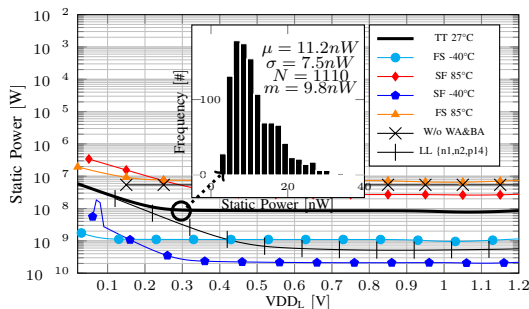 10 2
10 3
10 4
10 5
10 6
10 7
10 8
10 9
10 10
Static Power [W]
0.1 0.2 0.3 0.4 0.5 0.6 0.7 0.8 0.9 1 1.1 1.2
VDDL [V]
Frequency [#]
100
0
0 20 40
Static Power [nW]
μ = 11.2nW
σ = 7.5nW
N = 1110
m = 9.8nW
TT 27°C
FS -40°C
SF 85°C
SF -40°C
FS 85°C
W/o WA&BA
LL {n1,n2,p14}